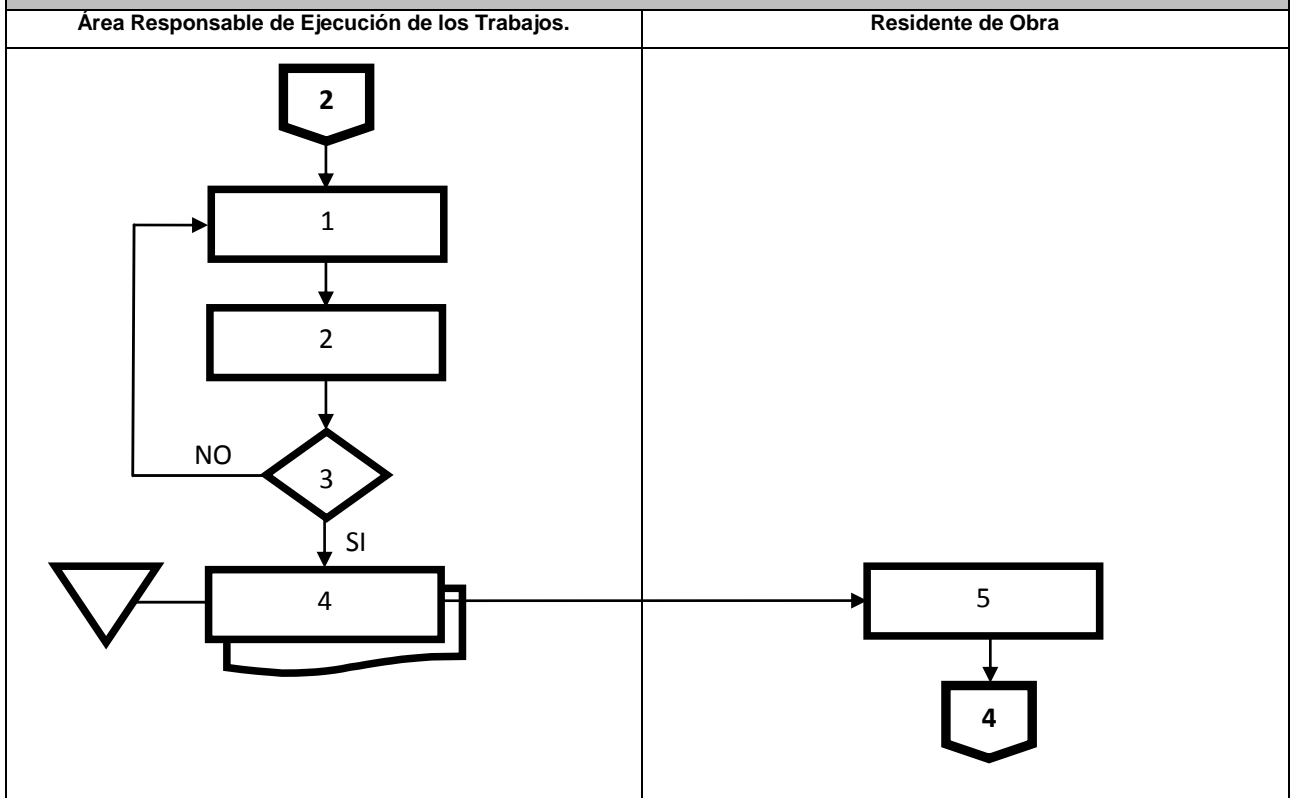 Área Responsable de Ejecución de los Trabajos.
Residente de Obra
2
1
2
NO
3
SI
4
5
4